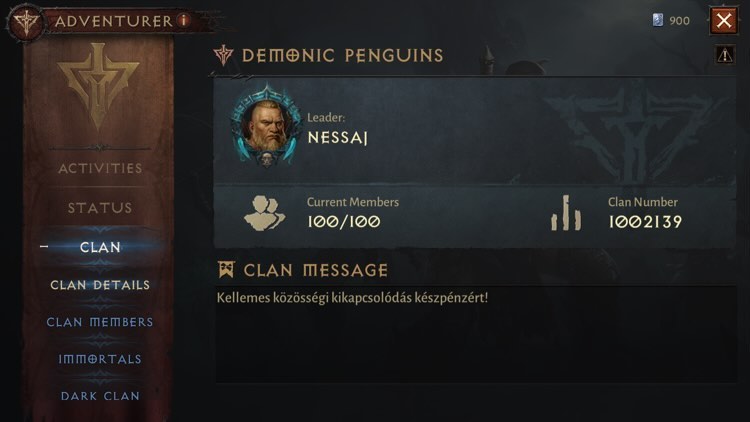 ADVENTURER i
900
DEMONIC PENGUINS
Leader:
NESSAJ
ACTIVITIES
STATUS
CLAN
CLAN DETAILS
CLAN MEMBERS
IMMORTALS
DARK CLAN
Current Members
100/100
Clan Number
1002139
CLAN MESSAGE
Kellemes közösségi kikapcsolódás készpénzért!